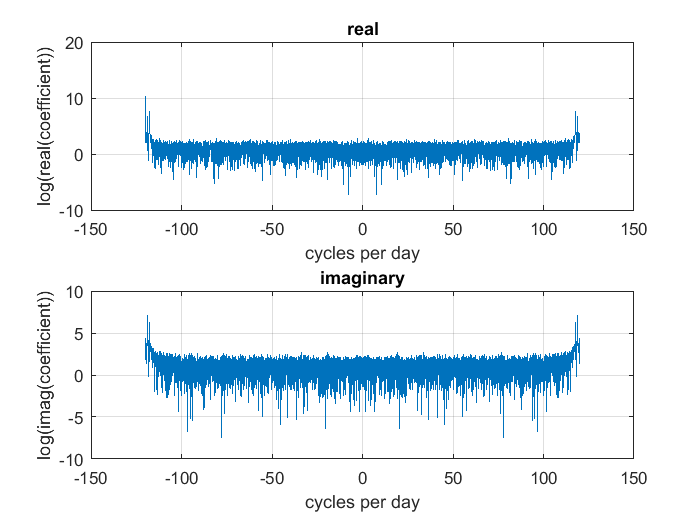 real
20
10
0
-10
log(real(coefficient))
-150 -100 -50 0 50 100 150
cycles per day
imaginary
10
5
0
-5
-10
log(imag(coefficient))
-150 -100 -50 0 50 100 150
cycles per day